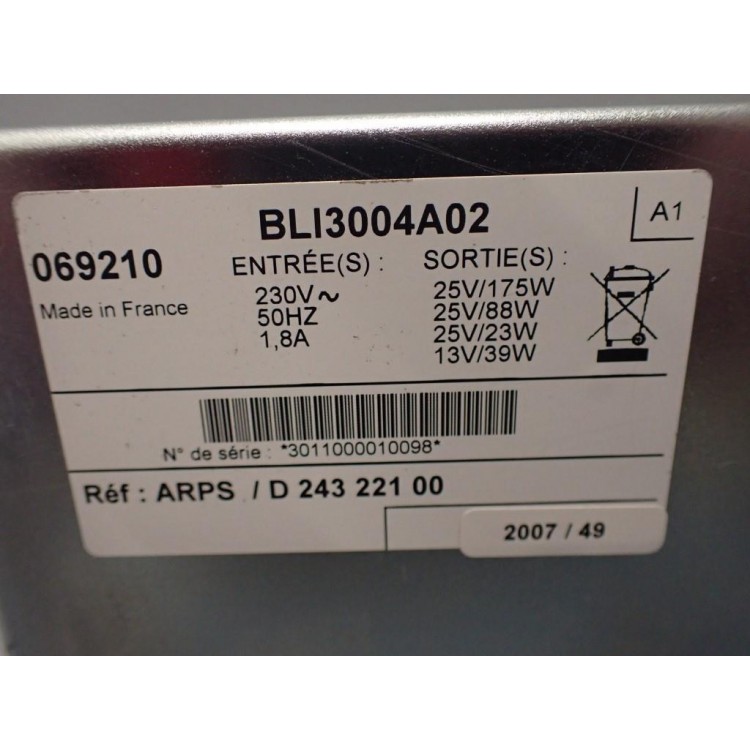 BLI3004A02
A1
069210
Made in France
ENTRÉE(S) :
230V~
50HZ
1,8A
SORTIE(S) :
25V/175W
25V/88W
25V/23W
13V/39W
N° de série : *3011000010098*
Réf : ARPS / D 243 221 00
2007 / 49